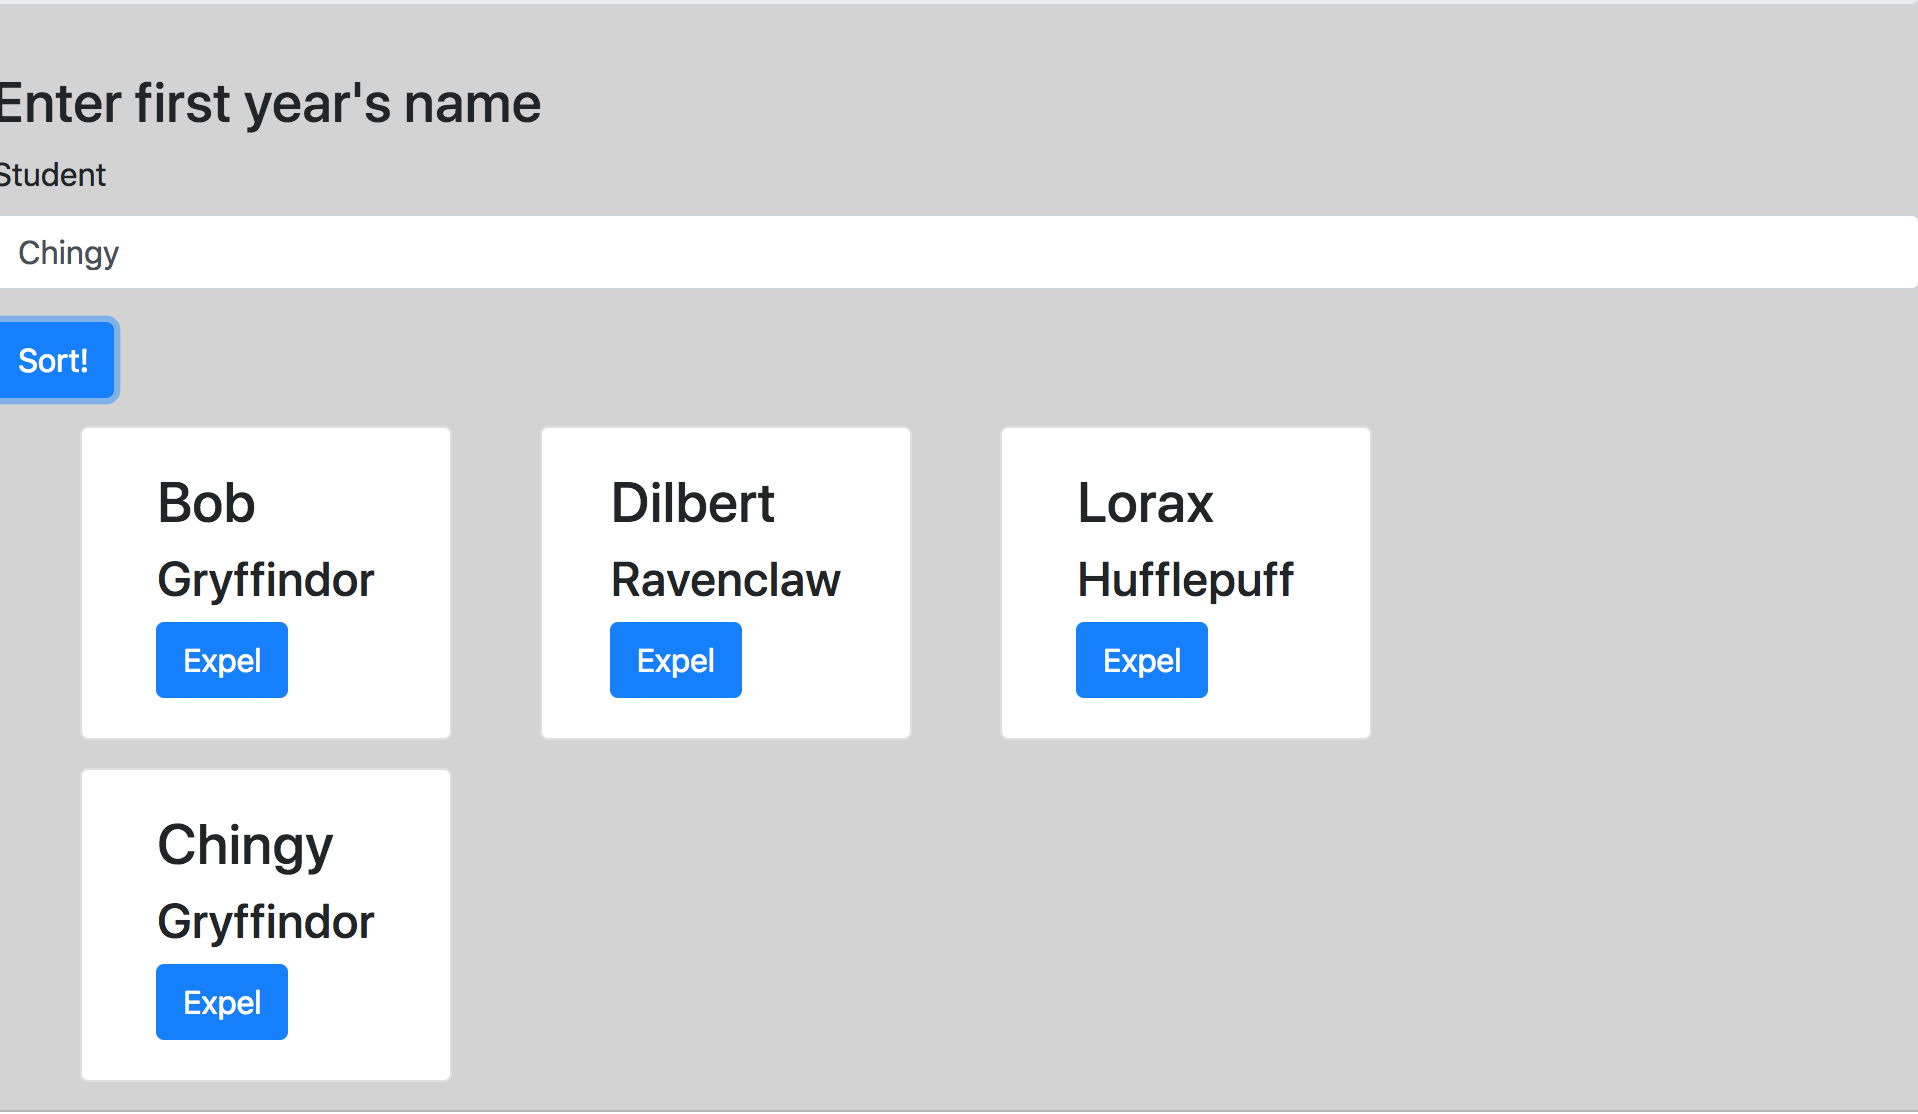 Enter first year's name
Student
Chingy
Sort!
Bob
Gryffindor
Expel
Dilbert
Ravenclaw
Expel
Lorax
Hufflepuff
Expel
Chingy
Gryffindor
Expel